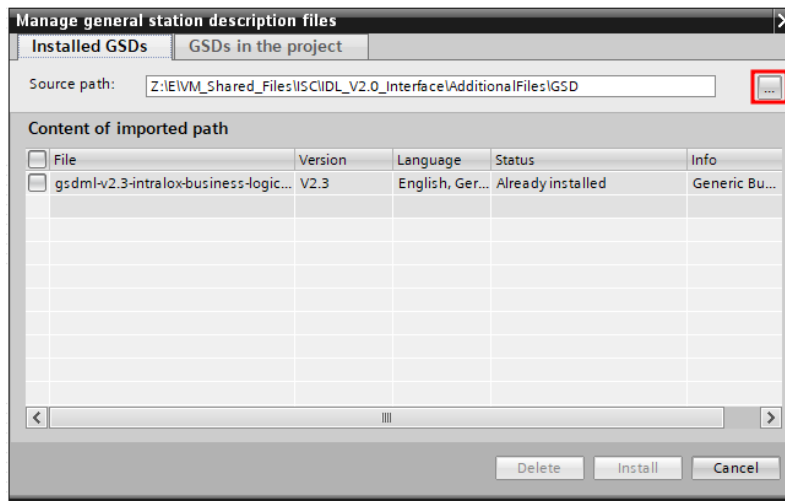 Manage general station description files
Installed GSDs GSDs in the project
Source path: Z:\E\VM_Shared_Files\ISC\IDL_V2.0_Interface\AdditionalFiles\GSD ...
Content of imported path
File Version Language Status Info
gsdml-v2.3-intralox-business-logic... V2.3 English, Ger... Already installed Generic Bu...
Delete Install Cancel